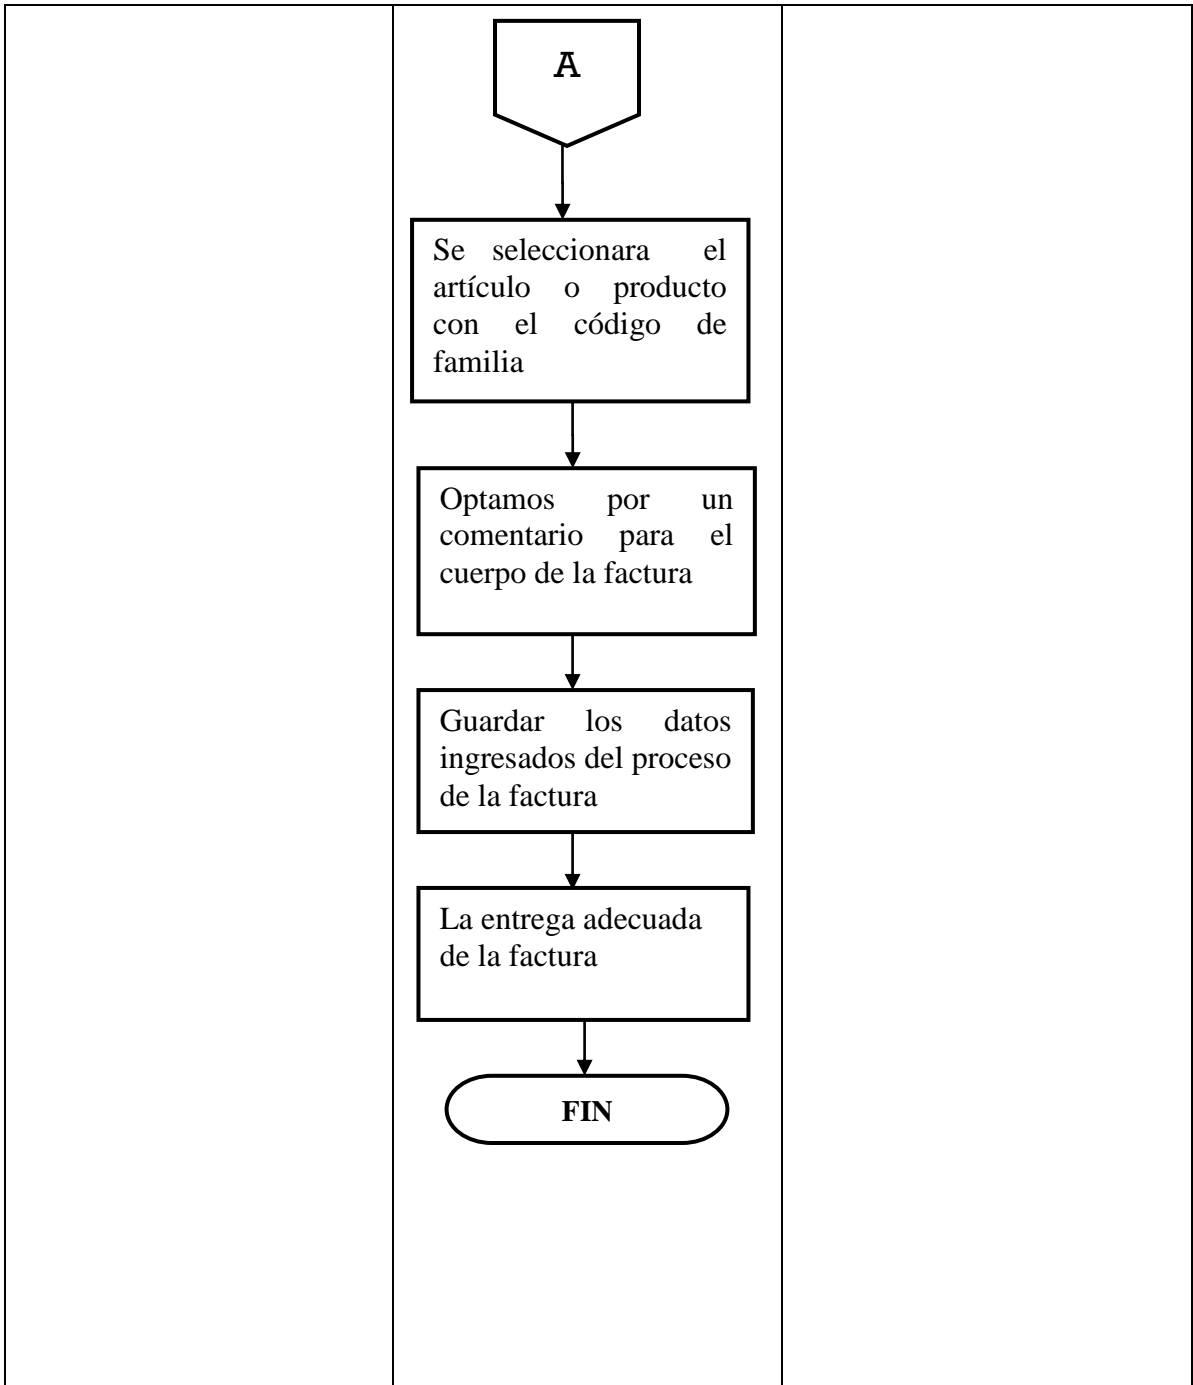 A
Se seleccionara el
artículo o producto
con el código de
familia
Optamos por un
comentario para el
cuerpo de la factura
Guardar los datos
ingresados del proceso
de la factura
La entrega adecuada
de la factura
FIN